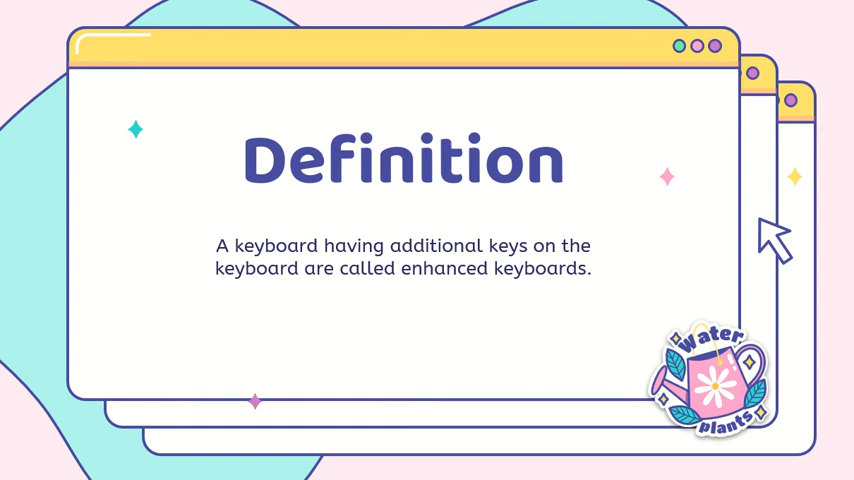 Definition
A keyboard having additional keys on the
keyboard are called enhanced keyboards.
Water
plants